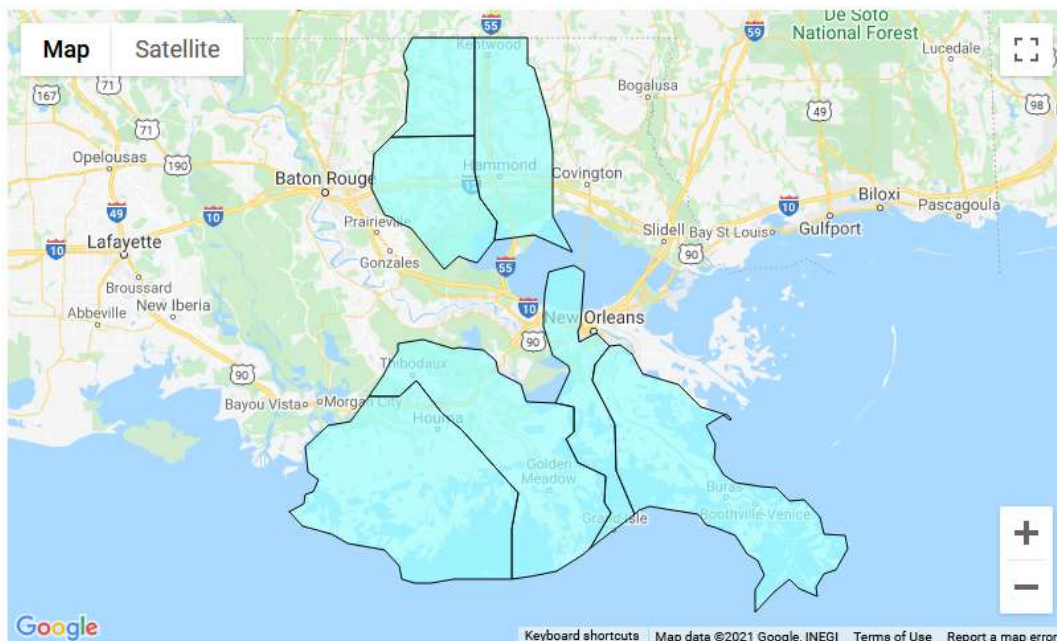 Map
Satellite
De Soto
National Forest
55
59
Kentwood
Lucedale
167
71
Bogalusa
98
49
71
Opelousas
190
Hammond
Baton Rouge
12
Covington
10
Biloxi
49
10
Prairieville
Slidell
Bay St Louis
Gulfport
Pascagoula
10
Lafayette
Gonzales
90
55
Broussard
New Iberia
10
Abbeville
New Orleans
90
Thibodaux
90
Bayou Vista
Morgan City
Houma
Golden
Meadow
Buras
Boothville-Venice
Grand Isle
+
−
Google
Keyboard shortcuts
Map data ©2021 Google, INEGI
Terms of Use
Report a map error